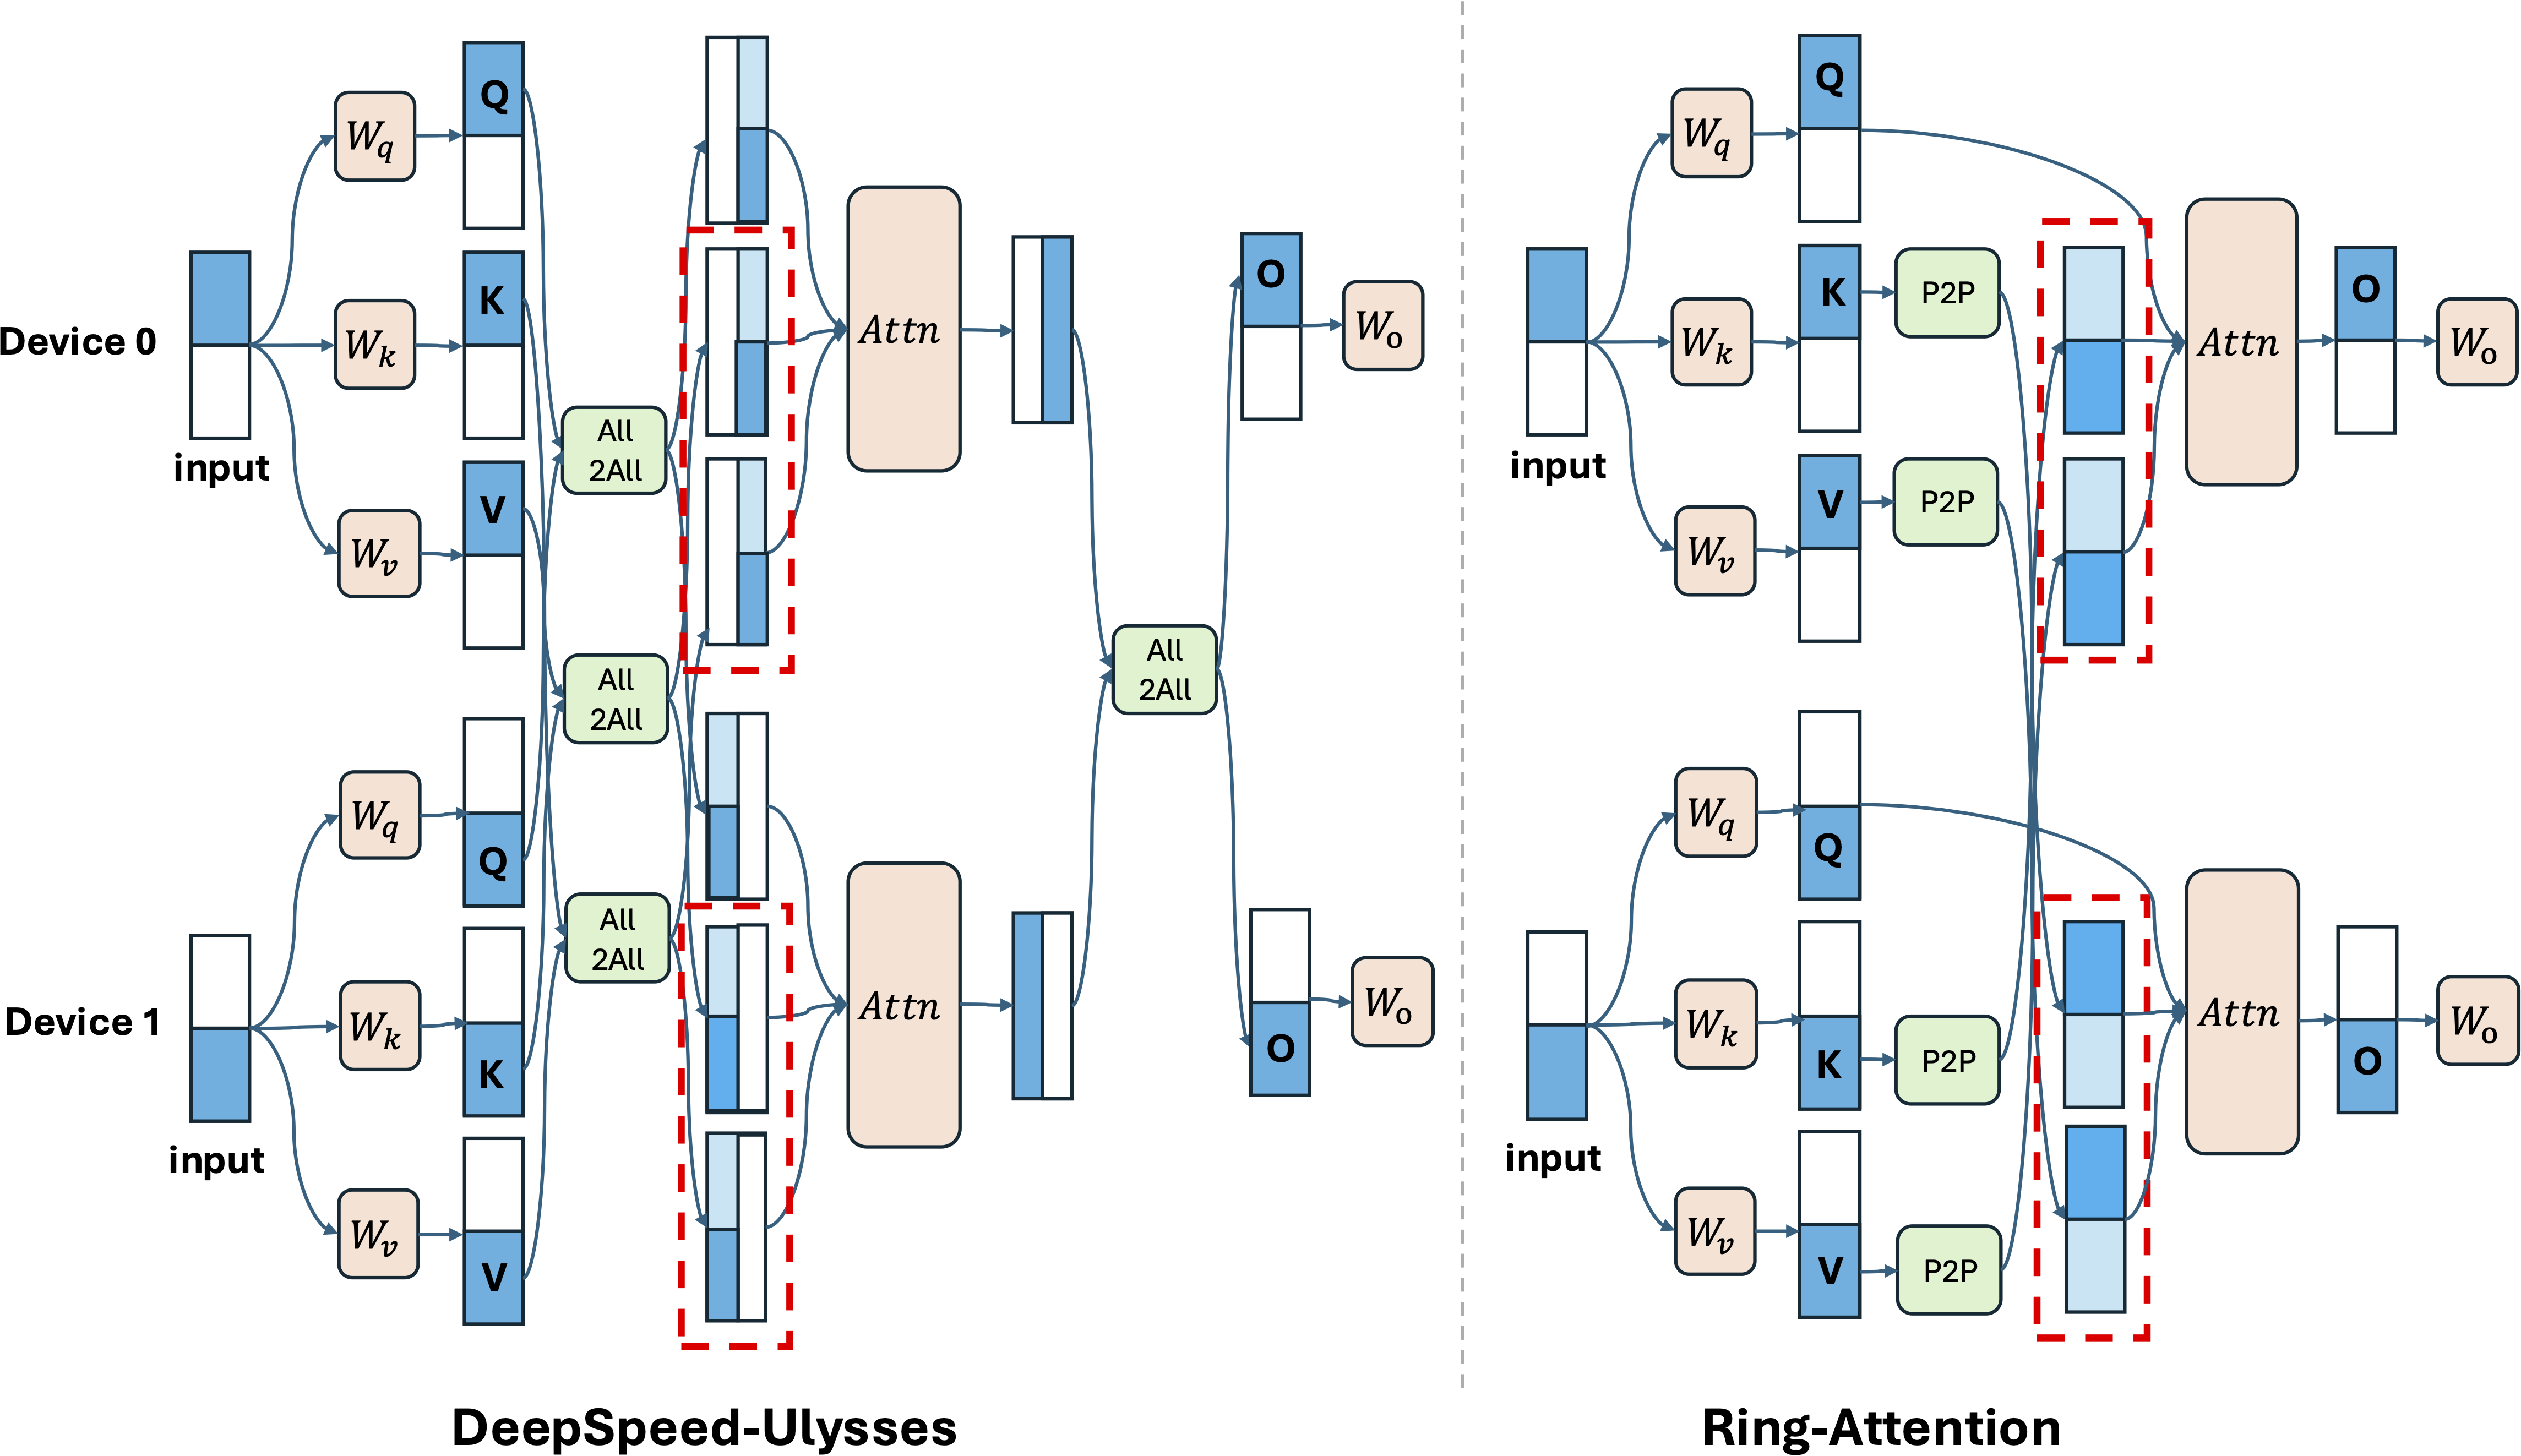 Device 0
input
W_q
W_k
W_v
Q
K
V
All
2All
Attn
All
2All
O
W_o
Device 1
input
W_q
W_k
W_v
Q
K
V
All
2All
All
2All
Attn
O
W_o
DeepSpeed-Ulysses
input
W_q
W_k
W_v
Q
K
V
P2P
P2P
Attn
O
W_o
input
W_q
W_k
W_v
Q
K
V
P2P
P2P
Attn
O
W_o
Ring-Attention